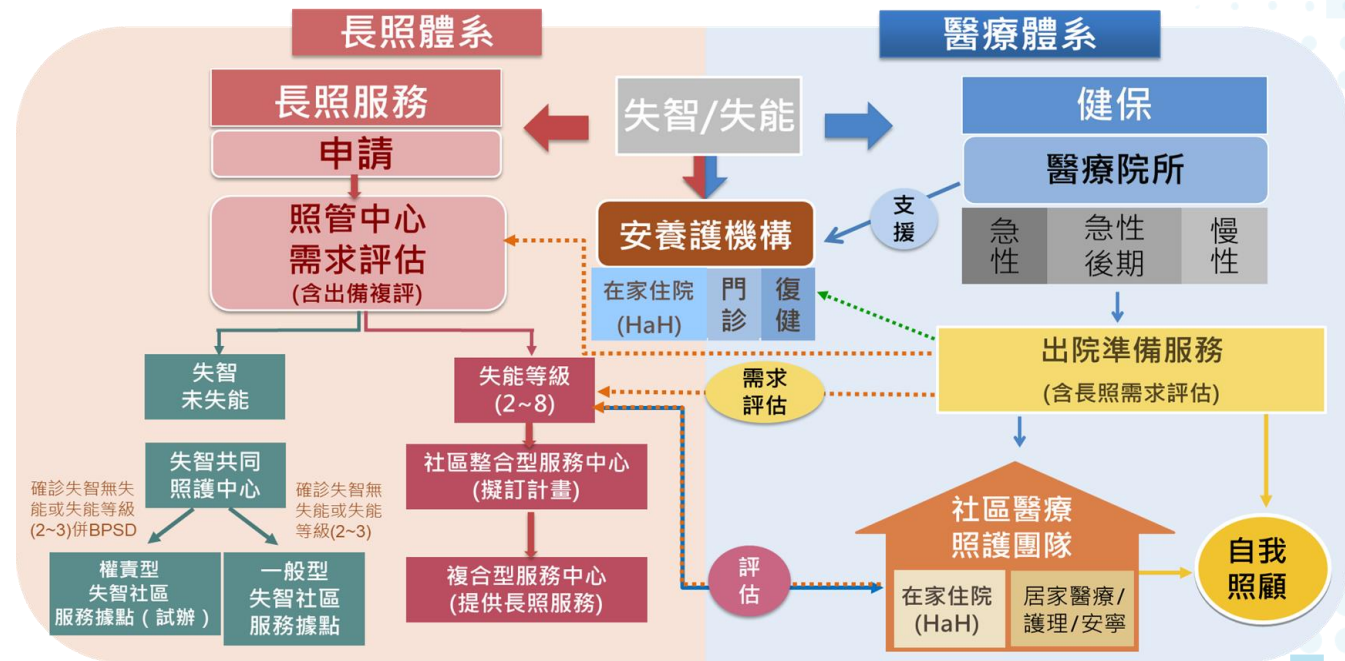 長照體系
醫療體系
長照服務
申請
照管中心
需求評估
(含出備複評)
失智
未失能
失智共同
照護中心
確診失智無失
能或失能等級
(2~3)併BPSD
確診失智無
失能或失能
等級(2~3)
權責型
失智社區
服務據點（試辦）
一般型
失智社區
服務據點
失能等級
(2~8)
社區整合型服務中心
(擬訂計畫)
複合型服務中心
(提供長照服務)
失智/失能
安養護機構
在家住院
(HaH)
門
診
復
健
支
援
需求
評估
評
估
健保
醫療院所
急
性
急性
後期
慢
性
出院準備服務
(含長照需求評估)
社區醫療
照護團隊
在家住院
(HaH)
居家醫療/
護理/安寧
自我
照顧